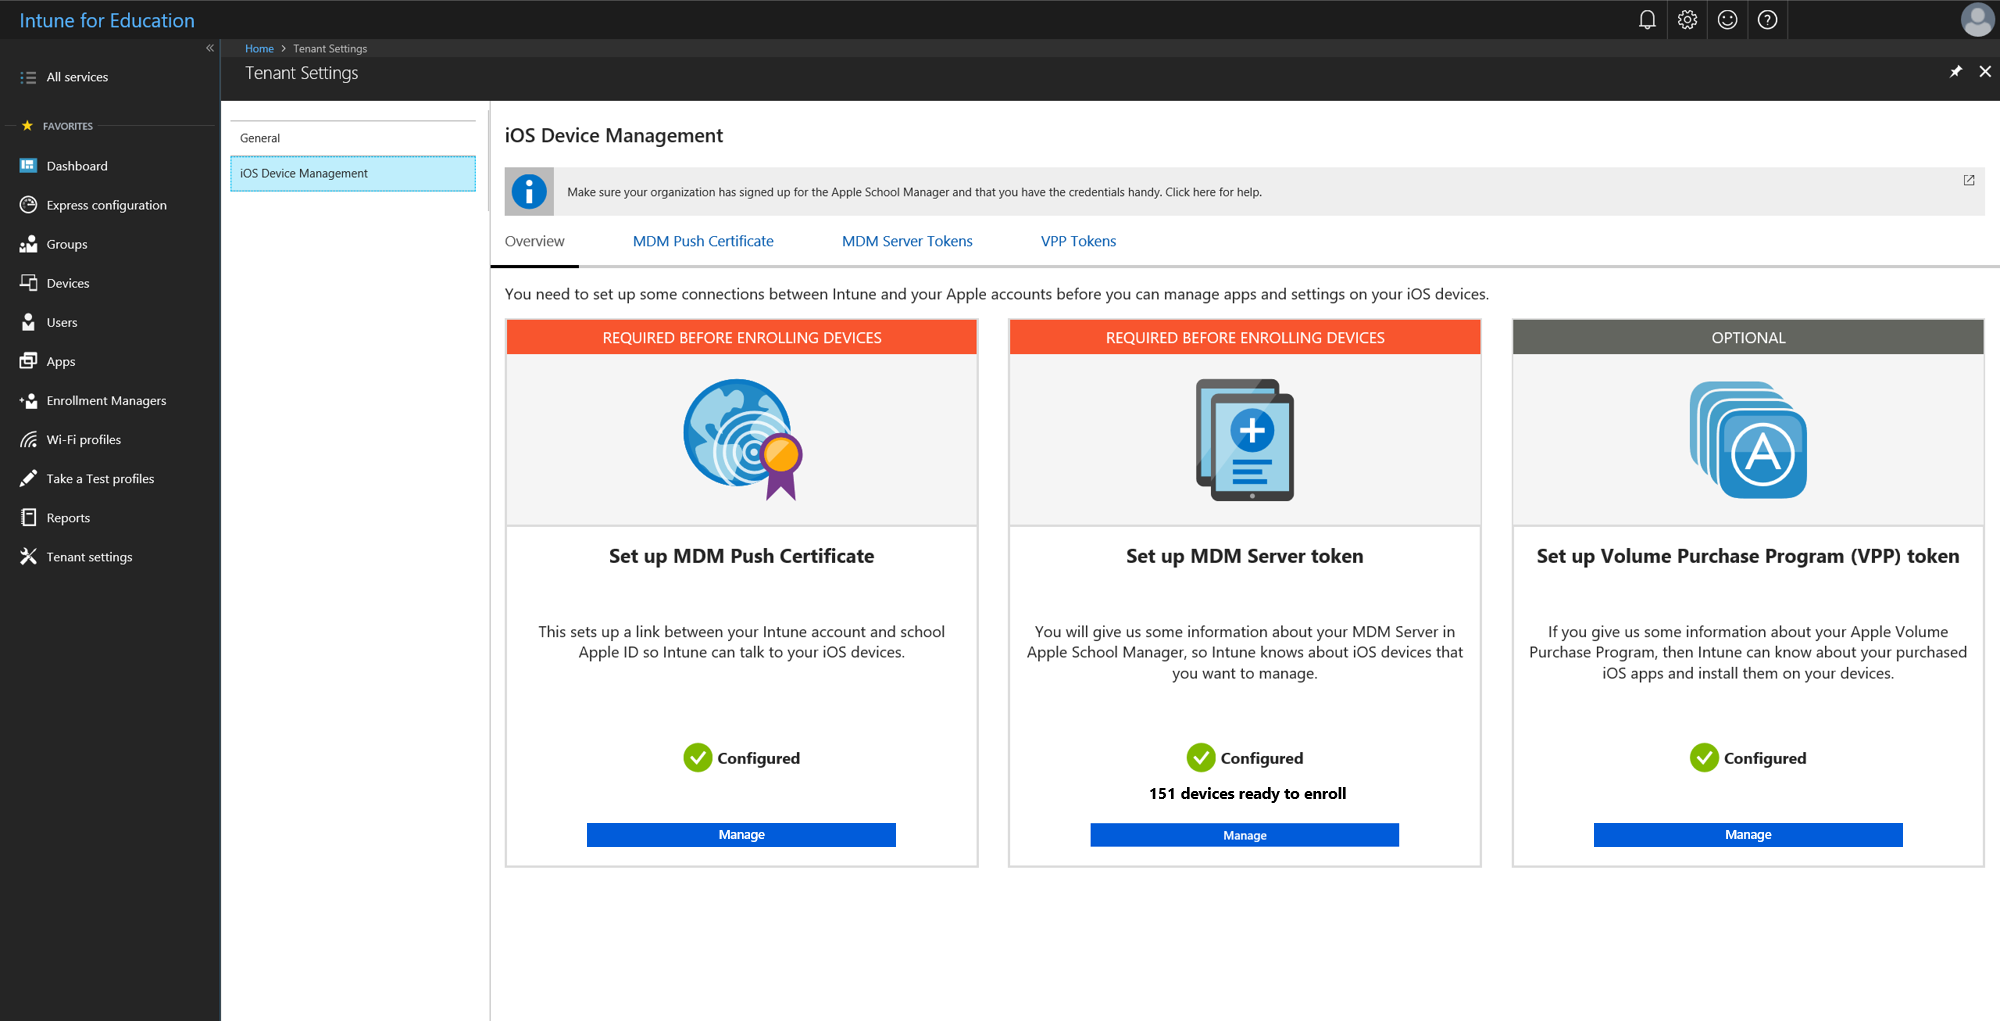 Intune for Education
Home > Tenant Settings
Tenant Settings
All services
FAVORITES
Dashboard
Express configuration
Groups
Devices
Users
Apps
Enrollment Managers
Wi-Fi profiles
Take a Test profiles
Reports
Tenant settings
General
iOS Device Management
iOS Device Management
Make sure your organization has signed up for the Apple School Manager and that you have the credentials handy. Click here for help.
Overview
MDM Push Certificate
MDM Server Tokens
VPP Tokens
You need to set up some connections between Intune and your Apple accounts before you can manage apps and settings on your iOS devices.
REQUIRED BEFORE ENROLLING DEVICES
Set up MDM Push Certificate
This sets up a link between your Intune account and school
Apple ID so Intune can talk to your iOS devices.
Configured
Manage
REQUIRED BEFORE ENROLLING DEVICES
Set up MDM Server token
You will give us some information about your MDM Server in
Apple School Manager, so Intune knows about iOS devices that
you want to manage.
Configured
151 devices ready to enroll
Manage
OPTIONAL
Set up Volume Purchase Program (VPP) token
If you give us some information about your Apple Volume
Purchase Program, then Intune can know about your purchased
iOS apps and install them on your devices.
Configured
Manage